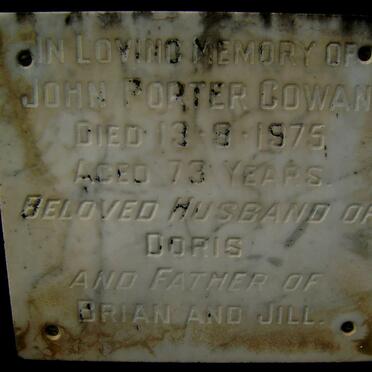 IN LOVING MEMORY OF
JOHN PORTER COWAN
DIED 13·8·1975
AGED 73 YEARS.
BELOVED HUSBAND OF
DORIS
AND FATHER OF
BRIAN AND JILL.